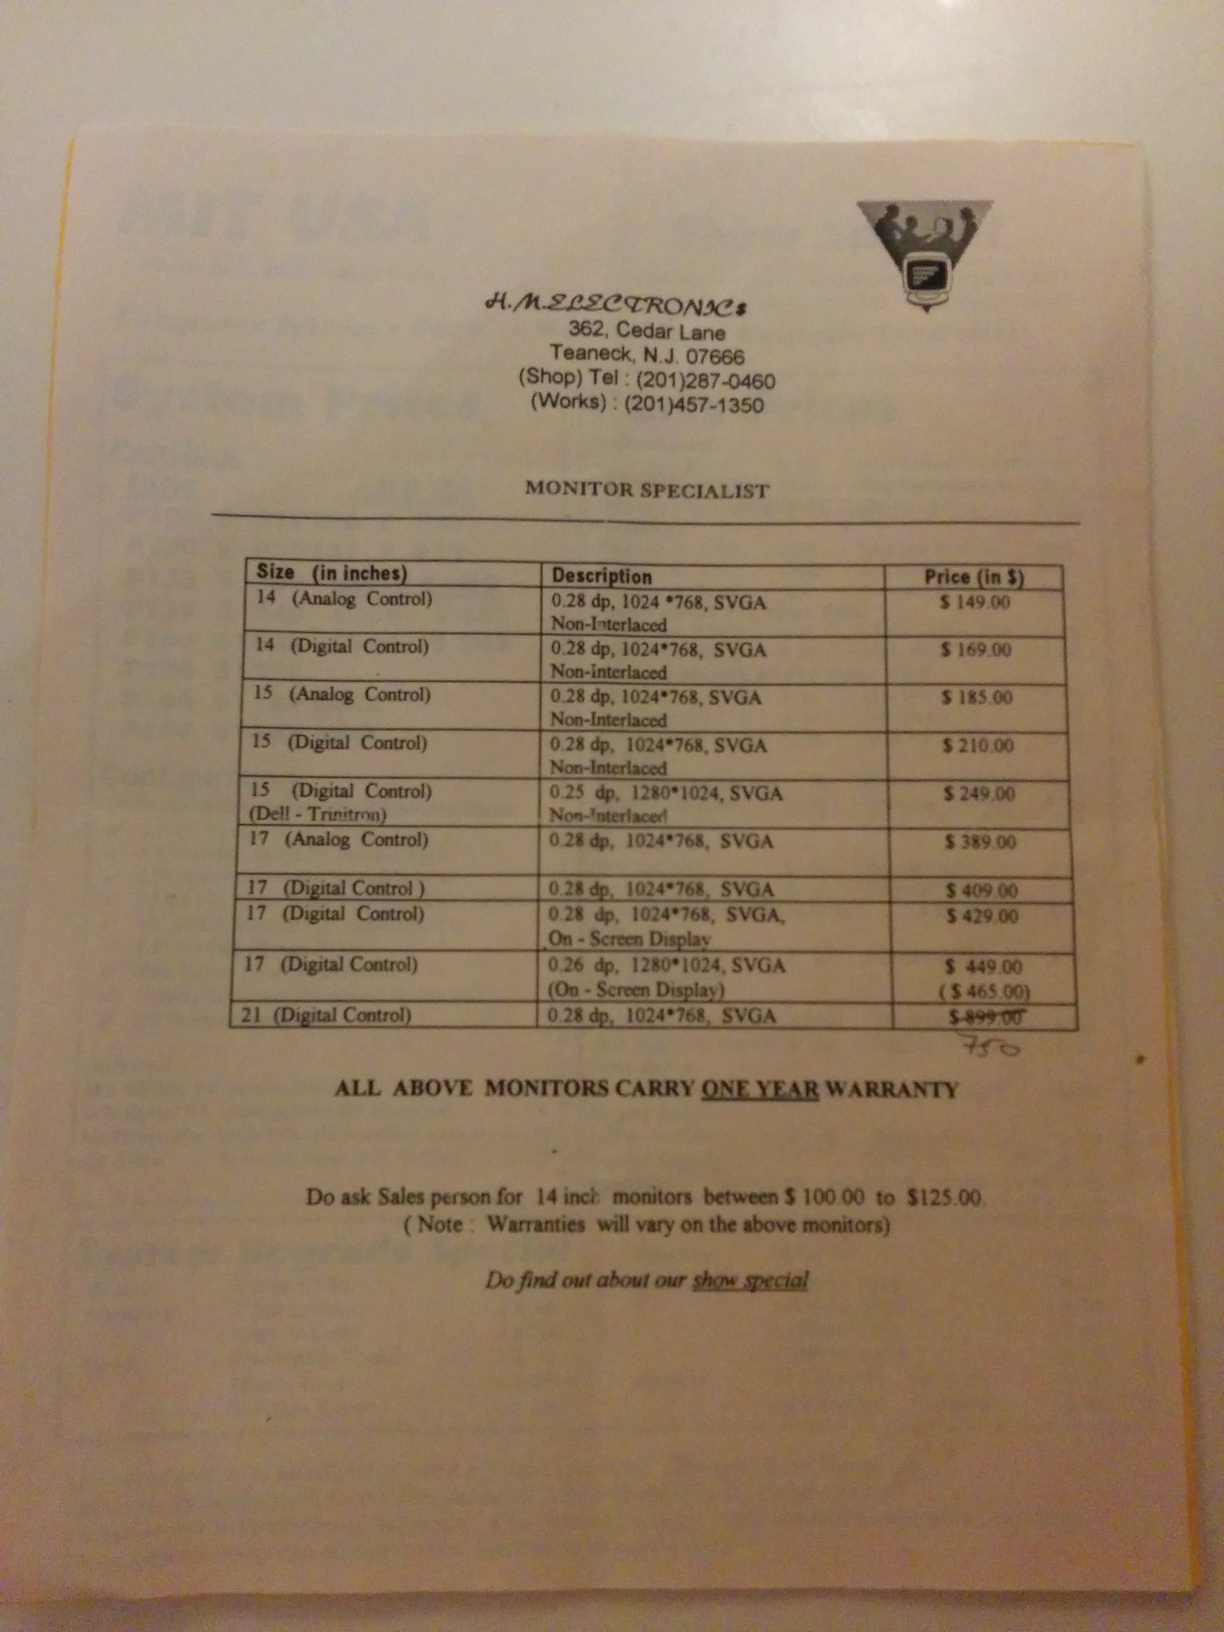 H.M.ELECTRONICs
362, Cedar Lane
Teaneck, N.J. 07666
(Shop) Tel : (201)287-0460
(Works) : (201)457-1350
MONITOR SPECIALIST
Size (in inches) Description Price (in $)
14 (Analog Control) 0.28 dp, 1024 *768, SVGA $ 149.00
Non-Interlaced
14 (Digital Control) 0.28 dp, 1024*768, SVGA $ 169.00
Non-Interlaced
15 (Analog Control) 0.28 dp, 1024*768, SVGA $ 185.00
Non-Interlaced
15 (Digital Control) 0.28 dp, 1024*768, SVGA $ 210.00
Non-Interlaced
15 (Digital Control) 0.25 dp, 1280*1024, SVGA $ 249.00
(Dell - Trinitron) Non-Interlaced
17 (Analog Control) 0.28 dp, 1024*768, SVGA $ 389.00
17 (Digital Control ) 0.28 dp, 1024*768, SVGA $ 409.00
17 (Digital Control) 0.28 dp, 1024*768, SVGA, $ 429.00
On - Screen Display
17 (Digital Control) 0.26 dp, 1280*1024, SVGA $ 449.00
(On - Screen Display) ( $ 465.00)
21 (Digital Control) 0.28 dp, 1024*768, SVGA $ 899.00
750
ALL ABOVE MONITORS CARRY ONE YEAR WARRANTY
Do ask Sales person for 14 inch monitors between $ 100.00 to $125.00.
( Note : Warranties will vary on the above monitors)
Do find out about our show special